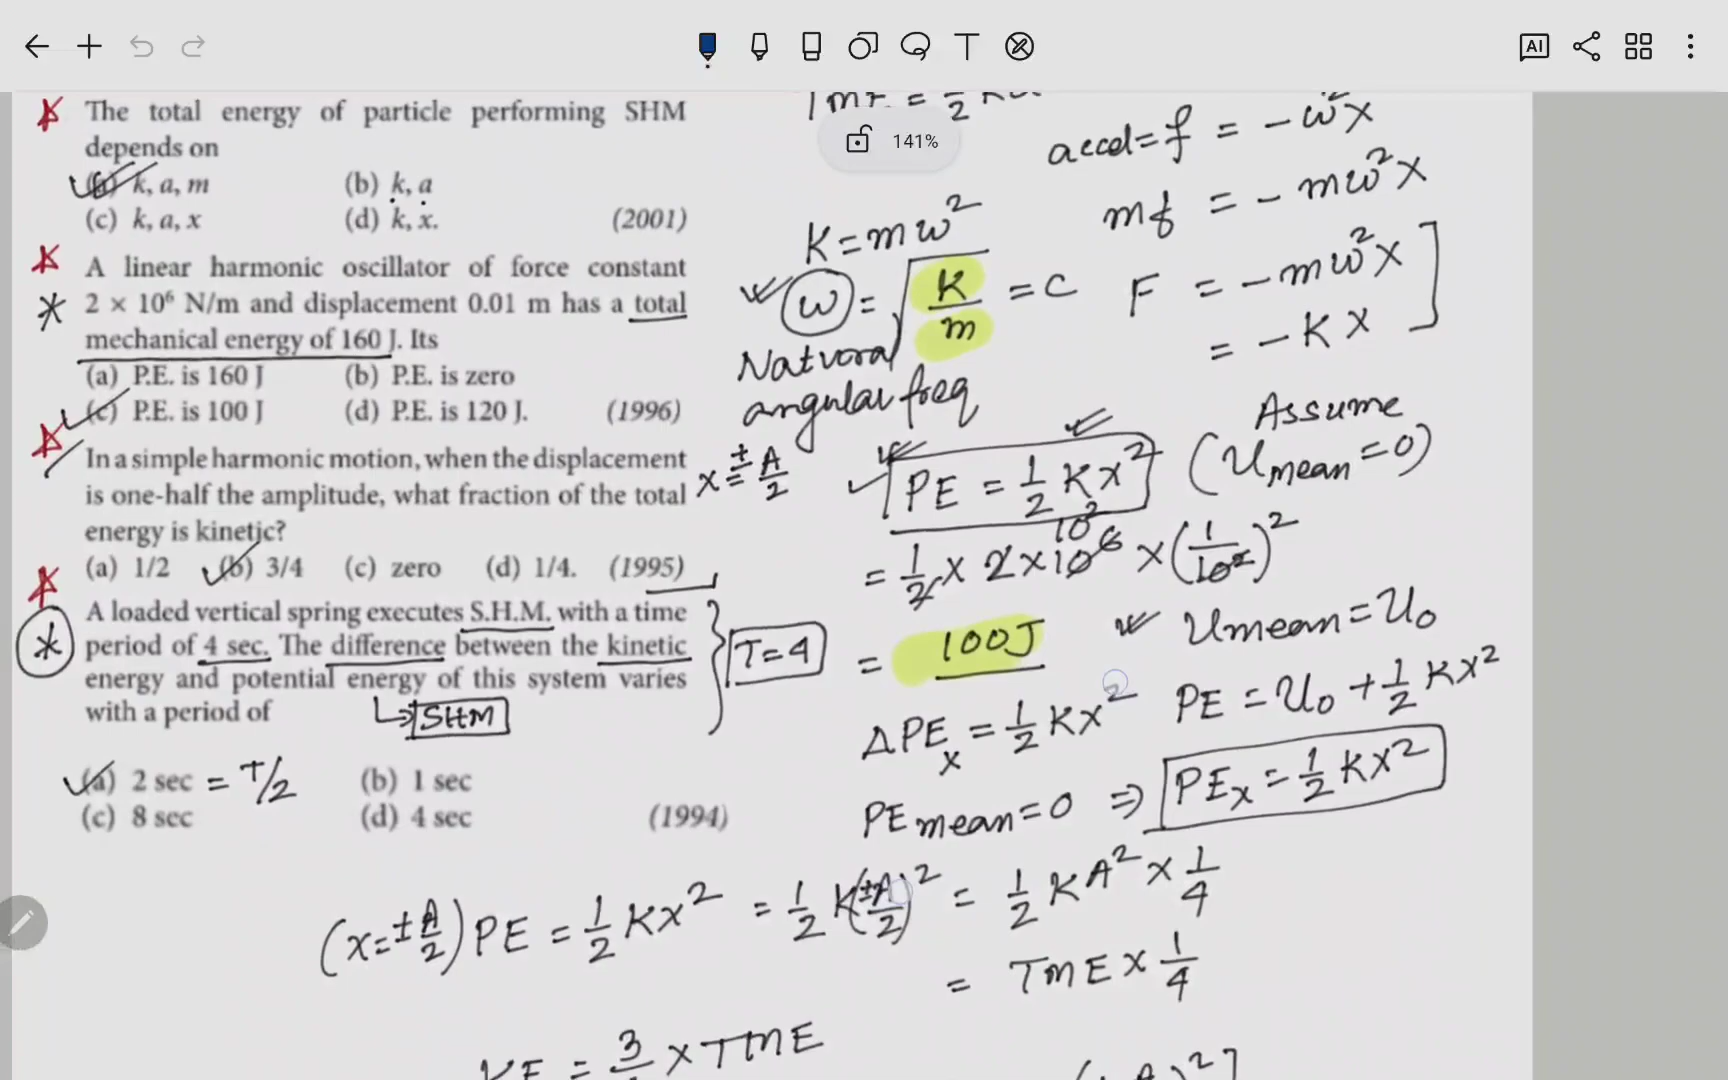 AI
141%
The total energy of particle performing SHM
depends on
(a) k, a, m (b) k, a
(c) k, a, x (d) k, x. (2001)
A linear harmonic oscillator of force constant
2 × 10⁶ N/m and displacement 0.01 m has a total
mechanical energy of 160 J. Its
(a) P.E. is 160 J (b) P.E. is zero
(c) P.E. is 100 J (d) P.E. is 120 J. (1996)
In a simple harmonic motion, when the displacement
is one-half the amplitude, what fraction of the total
energy is kinetic?
(a) 1/2 (b) 3/4 (c) zero (d) 1/4. (1995)
A loaded vertical spring executes S.H.M. with a time
period of 4 sec. The difference between the kinetic
energy and potential energy of this system varies
with a period of
SHM
(a) 2 sec = T/2 (b) 1 sec
(c) 8 sec (d) 4 sec (1994)
x = ± A/2
T = 4
K = mω²
ω = √(K/m) = C
Natural
angular freq
accel = f = - ω²x
mf = - mω²x
F = - mω²x
= - Kx
PE = 1/2 Kx²
Assume
(Umean = 0)
= 1/2 × 2 × 10⁶ × (1/10²)²
10²
= 100J
Umean = U₀
ΔPEx = 1/2 Kx²
PE = U₀ + 1/2 Kx²
PEmean = 0 ⇒ PEx = 1/2 Kx²
(x = ± A/2) PE = 1/2 Kx² = 1/2 K(±A/2)² = 1/2 KA² × 1/4
= TME × 1/4